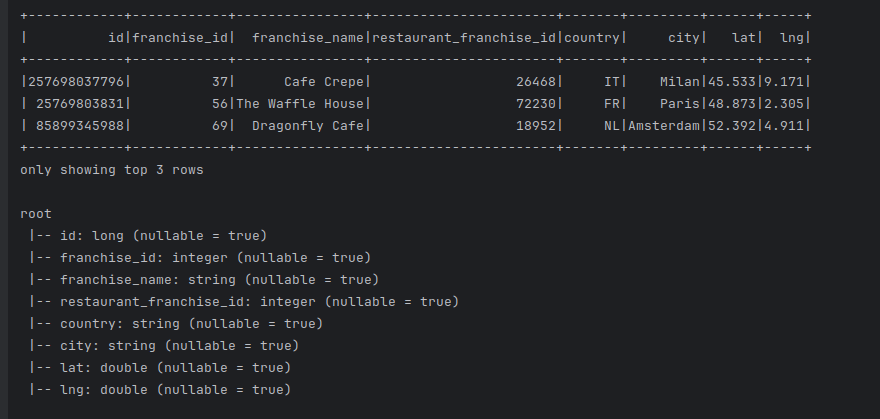 +------------+------------+----------------+-----------------------+-------+---------+------+-----+
|          id|franchise_id|  franchise_name|restaurant_franchise_id|country|     city|   lat|  lng|
+------------+------------+----------------+-----------------------+-------+---------+------+-----+
|257698037796|          37|      Cafe Crepe|                  26468|     IT|    Milan|45.533|9.171|
| 25769803831|          56|The Waffle House|                  72230|     FR|    Paris|48.873|2.305|
| 85899345988|          69|  Dragonfly Cafe|                  18952|     NL|Amsterdam|52.392|4.911|
+------------+------------+----------------+-----------------------+-------+---------+------+-----+
only showing top 3 rows

root
 |-- id: long (nullable = true)
 |-- franchise_id: integer (nullable = true)
 |-- franchise_name: string (nullable = true)
 |-- restaurant_franchise_id: integer (nullable = true)
 |-- country: string (nullable = true)
 |-- city: string (nullable = true)
 |-- lat: double (nullable = true)
 |-- lng: double (nullable = true)